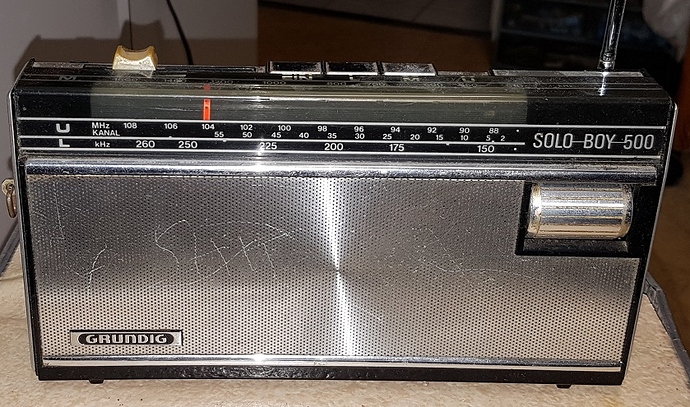 U MHz 108 106 104 102 100 98 96 94 92 90 88
KANAL 55 50 45 40 35 30 25 20 15 10 5 2
L kHz 260 250 225 200 175 150
SOLO-BOY 500
GRUNDIG